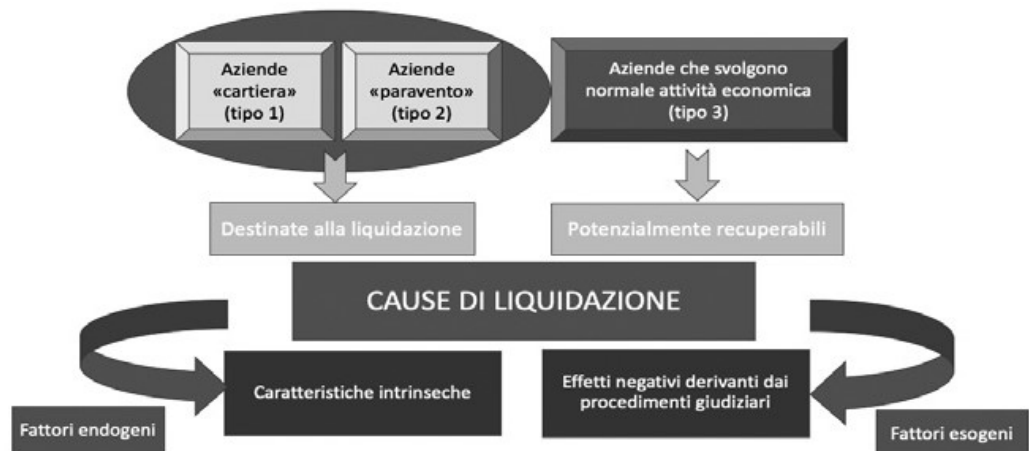 Aziende
«cartiera»
(tipo 1)
Aziende
«paravento»
(tipo 2)
Aziende che svolgono
normale attività economica
(tipo 3)
Destinate alla liquidazione
Potenzialmente recuperabili
CAUSE DI LIQUIDAZIONE
Caratteristiche intrinseche
Effetti negativi derivanti dai
procedimenti giudiziari
Fattori endogeni
Fattori esogeni